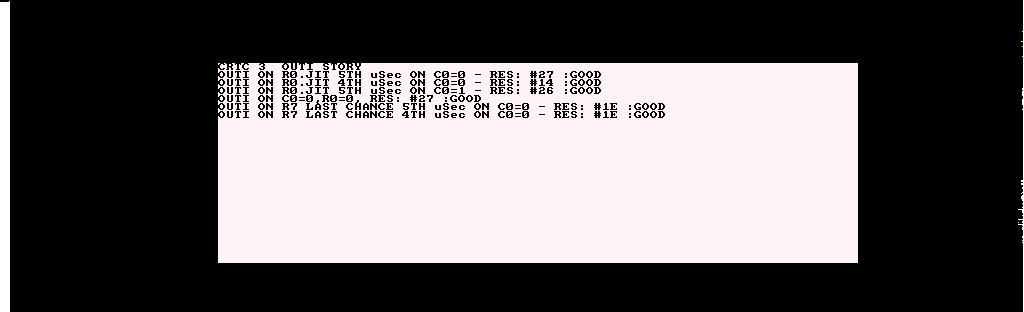 CRTC 3  OUTI STORY
OUTI ON R0.JIT 5TH uSec ON C0=0 - RES: #27 :GOOD
OUTI ON R0.JIT 4TH uSec ON C0=0 - RES: #14 :GOOD
OUTI ON R0.JIT 5TH uSec ON C0=1 - RES: #26 :GOOD
OUTI ON C0=0,R0=0, RES: #27 :GOOD
OUTI ON R7 LAST CHANCE 5TH uSec ON C0=0 - RES: #1E :GOOD
OUTI ON R7 LAST CHANCE 4TH uSec ON C0=0 - RES: #1E :GOOD